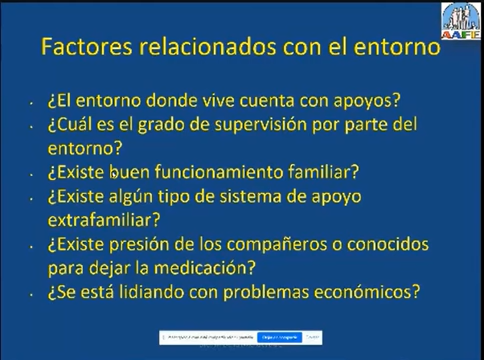 AAFE
Factores relacionados con el entorno
· ¿El entorno donde vive cuenta con apoyos?
· ¿Cuál es el grado de supervisión por parte del
entorno?
· ¿Existe buen funcionamiento familiar?
· ¿Existe algún tipo de sistema de apoyo
extrafamiliar?
· ¿Existe presión de los compañeros o conocidos
para dejar la medicación?
· ¿Se está lidiando con problemas económicos?